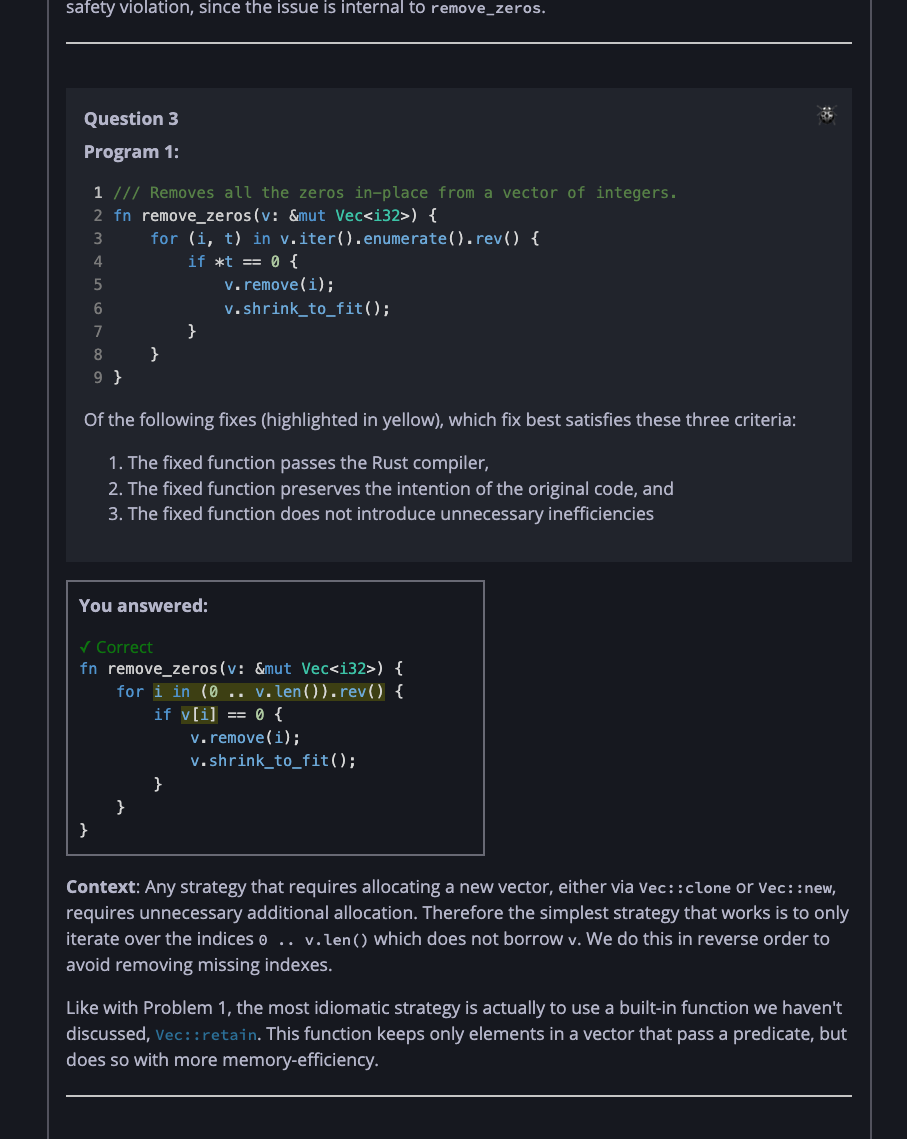 safety violation, since the issue is internal to remove_zeros.
Question 3
Program 1:
1 /// Removes all the zeros in-place from a vector of integers.
2 fn remove_zeros(v: &mut Vec<i32>) {
3     for (i, t) in v.iter().enumerate().rev() {
4         if *t == 0 {
5             v.remove(i);
6             v.shrink_to_fit();
7         }
8     }
9 }
Of the following fixes (highlighted in yellow), which fix best satisfies these three criteria:
1. The fixed function passes the Rust compiler,
2. The fixed function preserves the intention of the original code, and
3. The fixed function does not introduce unnecessary inefficiencies
You answered:
✓ Correct
fn remove_zeros(v: &mut Vec<i32>) {
    for i in (0 .. v.len()).rev() {
        if v[i] == 0 {
            v.remove(i);
            v.shrink_to_fit();
        }
    }
}
Context: Any strategy that requires allocating a new vector, either via Vec::clone or Vec::new,
requires unnecessary additional allocation. Therefore the simplest strategy that works is to only
iterate over the indices 0 .. v.len() which does not borrow v. We do this in reverse order to
avoid removing missing indexes.
Like with Problem 1, the most idiomatic strategy is actually to use a built-in function we haven't
discussed, Vec::retain. This function keeps only elements in a vector that pass a predicate, but
does so with more memory-efficiency.